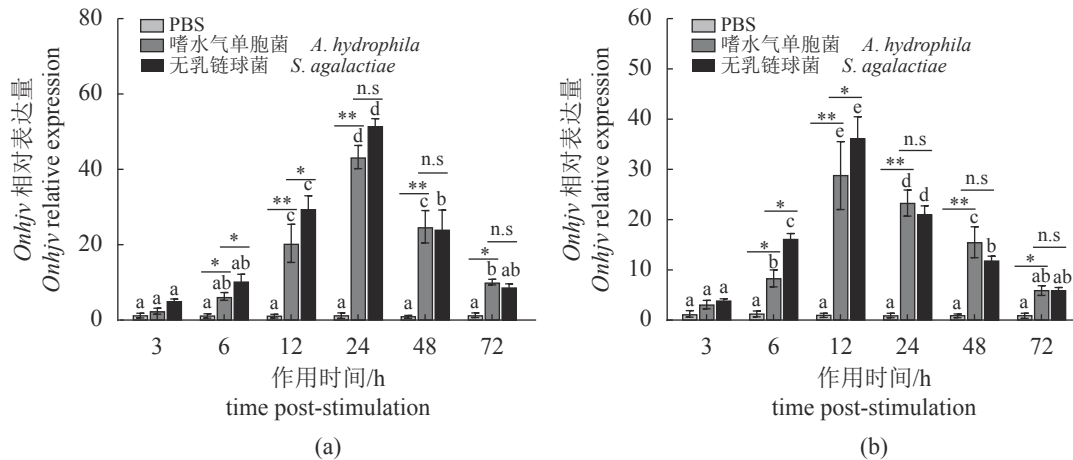 80
60
40
20
0
Onhjv 相对表达量
Onhjv relative expression
PBS
嗜水气单胞菌 A. hydrophila
无乳链球菌 S. agalactiae
a a a
a * ab * ab
a ** c * c
a ** d n.s d
a ** c n.s b
a * b n.s ab
3 6 12 24 48 72
作用时间/h
time post-stimulation
(a)
60
50
40
30
20
10
0
Onhjv 相对表达量
Onhjv relative expression
PBS
嗜水气单胞菌 A. hydrophila
无乳链球菌 S. agalactiae
a a a
a * b * c
a ** e * e
a ** d n.s d
a ** c n.s b
a * ab n.s ab
3 6 12 24 48 72
作用时间/h
time post-stimulation
(b)